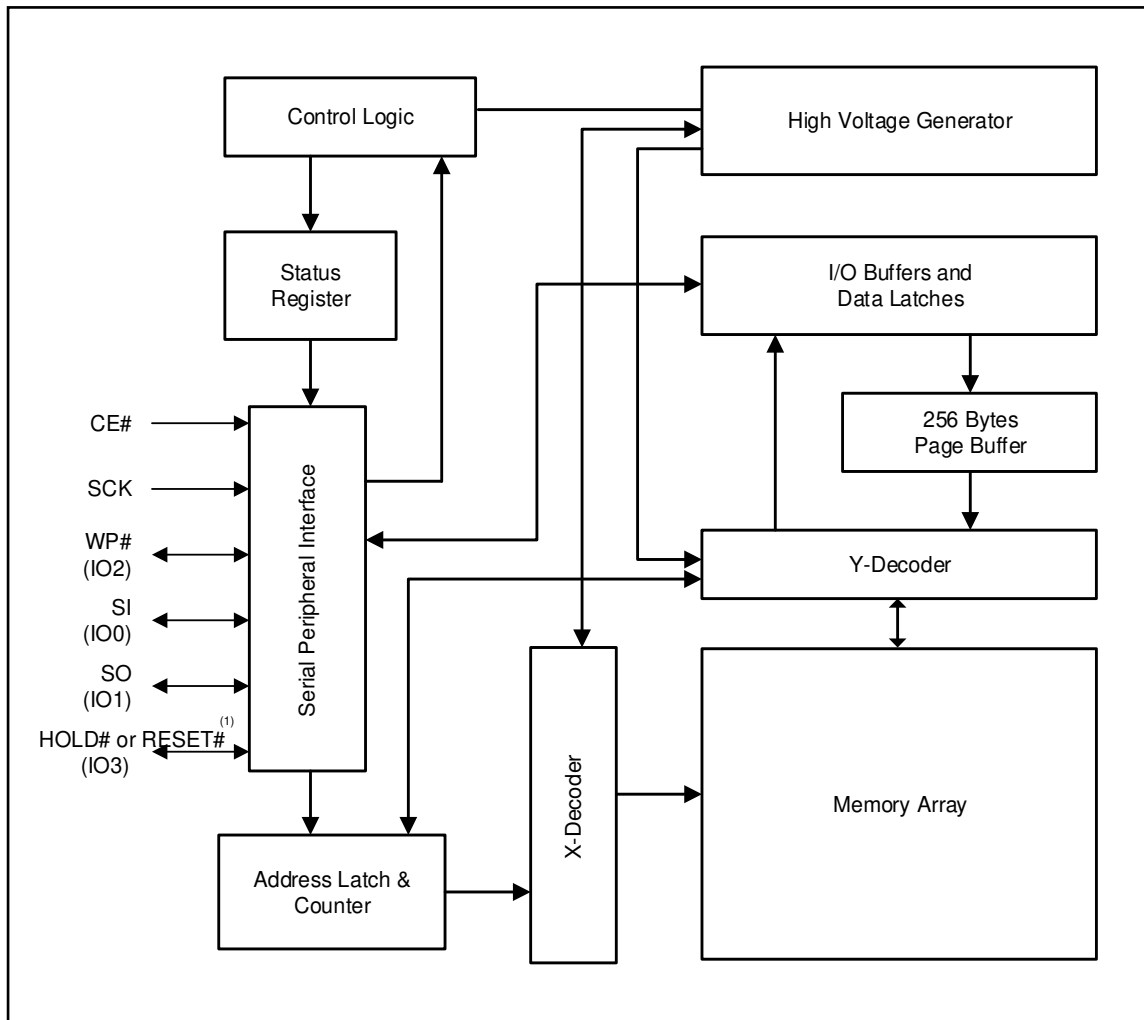 Control Logic
High Voltage Generator
Status
Register
I/O Buffers and
Data Latches
256 Bytes
Page Buffer
CE#
SCK
WP#
(IO2)
SI
(IO0)
SO
(IO1)
HOLD# or RESET#(1)
(IO3)
Serial Peripheral Interface
Y-Decoder
X-Decoder
Memory Array
Address Latch &
Counter